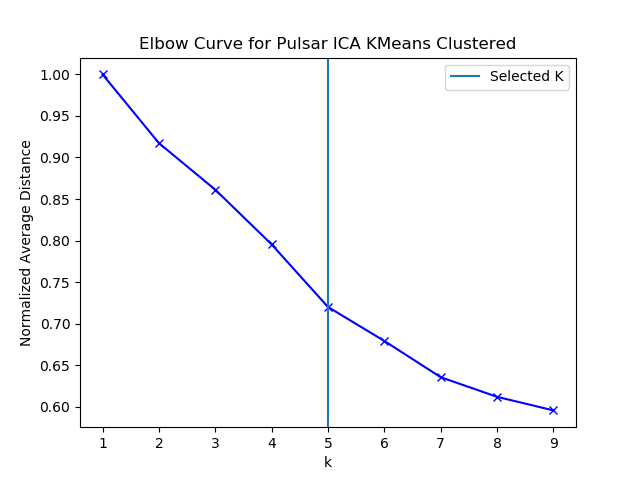 Elbow Curve for Pulsar ICA KMeans Clustered
Selected K
Normalized Average Distance
1.00
0.95
0.90
0.85
0.80
0.75
0.70
0.65
0.60
1 2 3 4 5 6 7 8 9
k